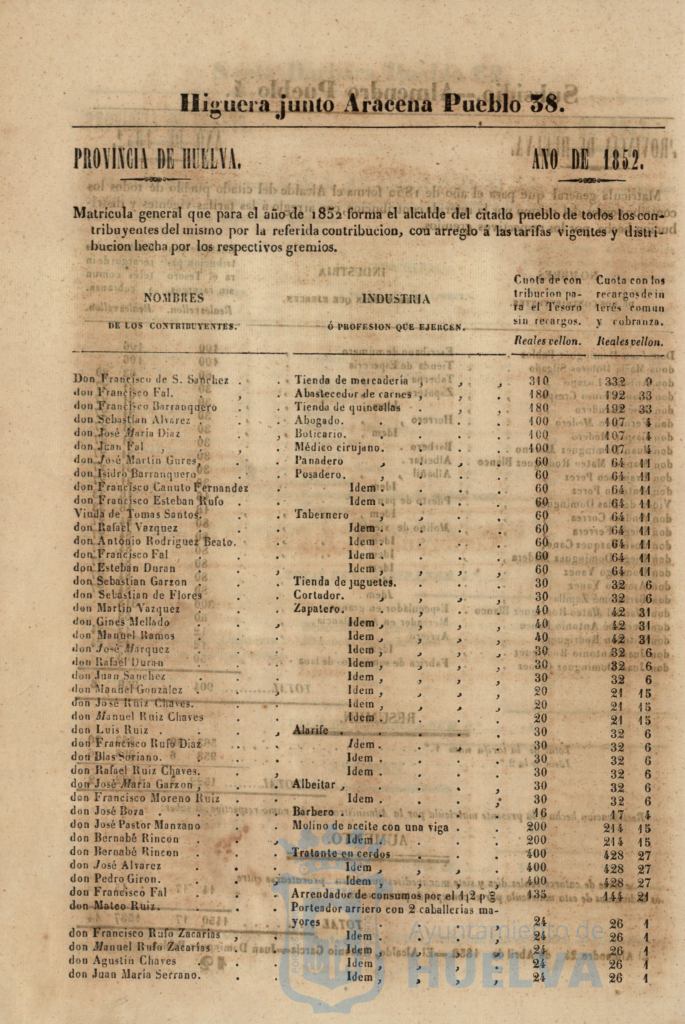 Higuera junto Aracena Pueblo 38.
PROVINCIA DE HUELVA. AÑO DE 1852.
Matrícula general que para el año de 1852 forma el alcalde del citado pueblo de todos los con-
tribuyentes del mismo por la referida contribucion, con arreglo á las tarifas vigentes y distri-
bucion hecha por los respectivos gremios.
NOMBRES DE LOS CONTRIBUYENTES. INDUSTRIA Ó PROFESION QUE EJERCEN. Cuota de con tribucion pa- ra el Tesoro sin recargos. Reales vellon. Cuota con los recargos de in terés comun y cobranza. Reales vellon.
Don Francisco de S. Sanchez . . Tienda de mercadería , , , 310 332 9
don Francisco Fal. . . Abastecedor de carnes . . 180 192 33
don Francisco Barranquero . Tienda de quincallas . . . 180 192 33
don Sebastian Alvarez . . Abogado. . . . 100 107 4
don José María Diaz . . Boticario. . . . 100 107 4
don Juan Fal , . . Médico cirujano. . . . 100 107 4
don José Martin Gures . . Panadero , , , 60 64 11
don Isidro Barranquero . . Posadero. , . . 60 64 11
don Francisco Canuto Fernandez . Idem . . . . 60 64 11
don Francisco Esteban Rufo . . Idem . . . . 60 64 11
Viuda de Tomas Santos. . . Tabernero , , , 60 64 11
don Rafael Vazquez . . . Idem . . . . 60 64 11
don Antonio Rodriguez Beato. . . Idem . . . . 60 64 11
don Francisco Fal . . . Idem . . . . 60 64 11
don Esteban Duran . , Idem , , , , 60 64 11
don Sebastian Garzon . . Tienda de juguetes. . . . 30 32 6
don Sebastian de Flores . . Cortador. , . . . 30 32 6
don Martin Vazquez . . Zapatero. . . . . 40 42 31
don Gines Mellado . , Idem , , , , 40 42 31
don Manuel Ramos . . Idem , , , , 40 42 31
don José Marquez . . Idem , , , , 30 32 6
don Rafael Duran . . Idem , , , , 30 32 6
don Juan Sanchez . . Idem , , , , 30 32 6
don Manuel Gonzalez . . Idem , , , , 20 21 15
don José Ruiz Chaves. . . Idem , , , , 20 21 15
don Manuel Ruiz Chaves . . Idem . . . . 20 21 15
don Luis Ruiz . . . Alarife . . . . 30 32 6
don Francisco Rufo Diaz . . Idem . . . . 30 32 6
don Blas Soriano. . . Idem . . . . 30 32 6
don Rafael Ruiz Chaves. . , Idem . . . . 30 32 6
don José María Garzon , . . Albeitar , . . . 30 32 6
don Francisco Moreno Ruiz . . Idem . . . . 30 32 6
don José Boza . . . Barbero . . . . 16 17 4
don José Pastor Manzano . . Molino de aceite con una viga . . 200 214 15
don Bernabé Rincon . . . Idem . . . . 200 214 15
don Bernabé Rincon . . . Tratante en cerdos . . . 400 428 27
don José Alvarez . . . Idem , , , , 400 428 27
don Pedro Giron. . . Idem , , , , 400 428 27
don Francisco Fal . . Arrendador de consumos por el 1|2 p 135 144 21
don Mateo Ruiz. . . Porteador arriero con 2 caballerias ma-
yores . . . . 24 26 1
don Francisco Rufo Zacarías , . Idem , , , , 24 26 1
don Manuel Rufo Zacarías . . Idem , , , , 24 26 1
don Agustin Chaves . . Idem , , , , 24 26 1
don Juan María Serrano. . . Idem , , , , 24 26 1
Ayuntamiento de
HUELVA